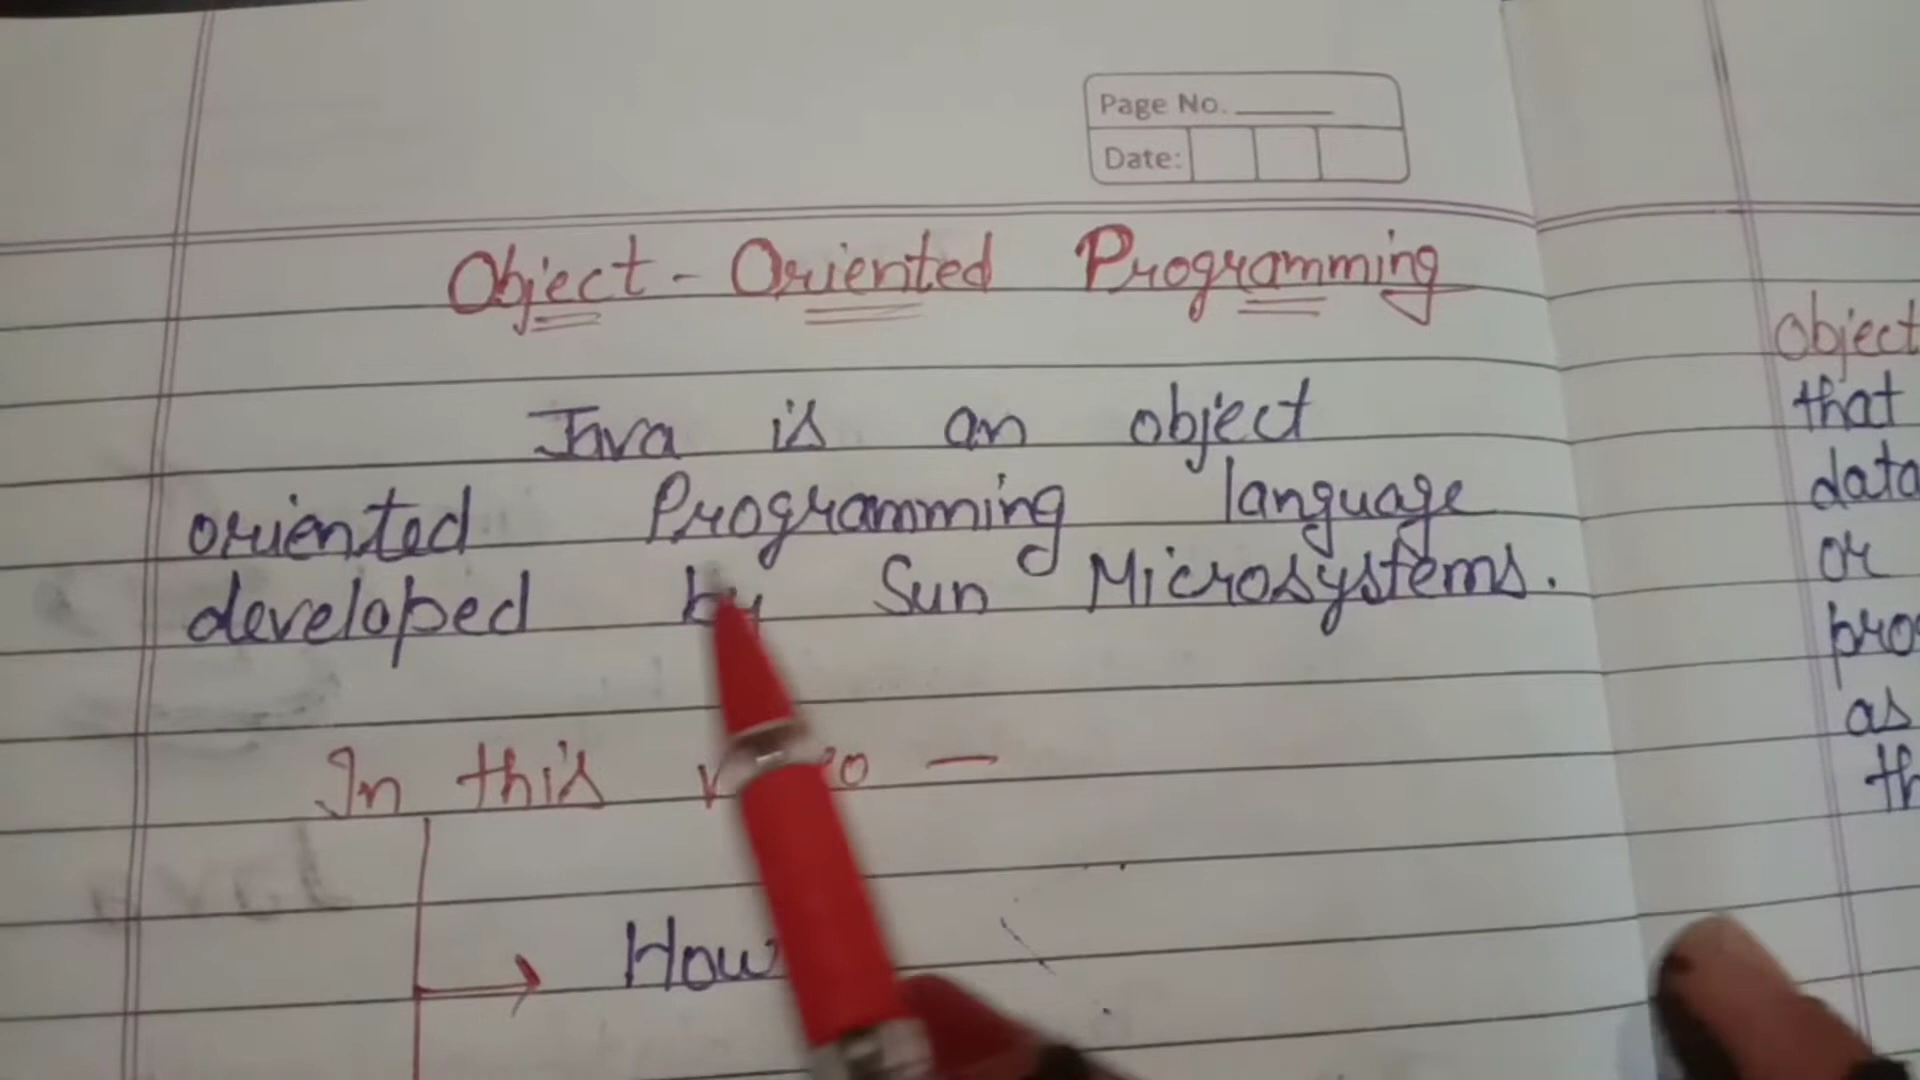 Page No.
Date:
Object - Oriented Programming
Java is an object
oriented Programming language
developed by Sun Microsystems.
In this —
How
object
that
data
or
as